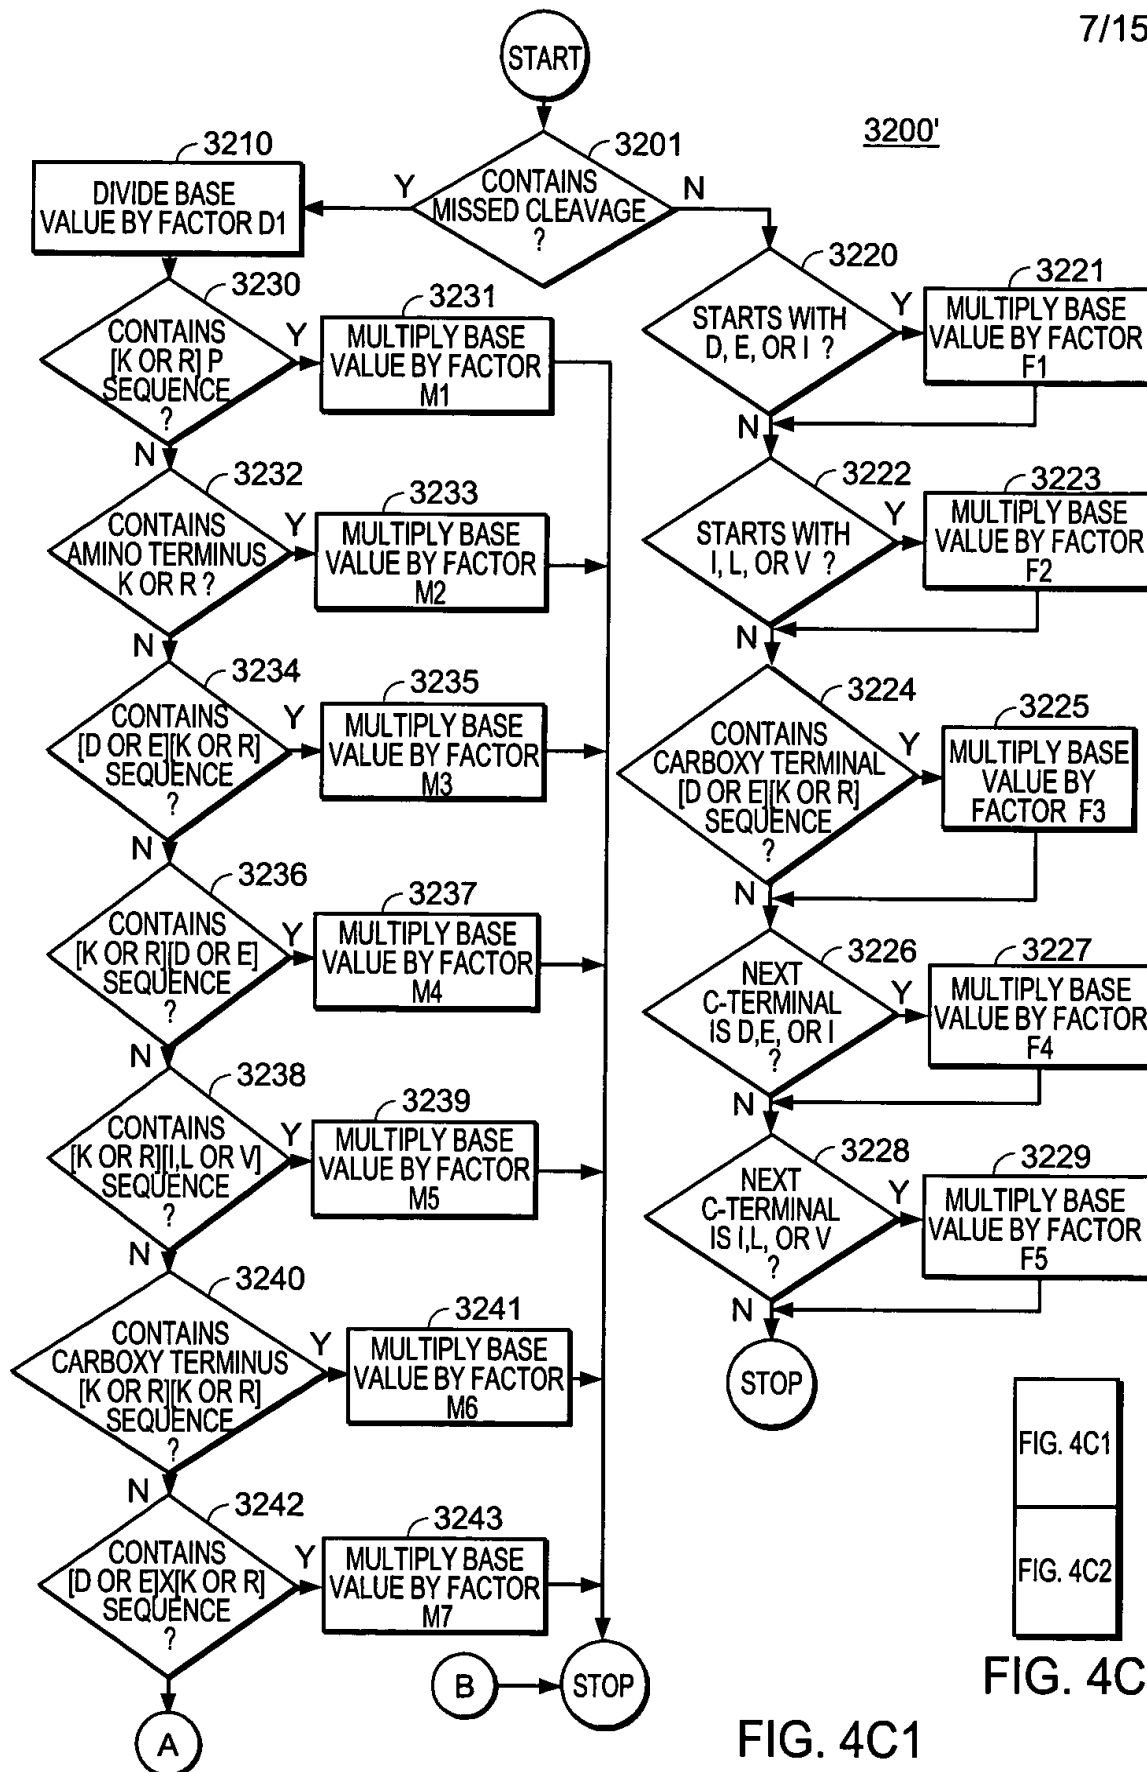 7/15
START
3200'
3201
CONTAINS
MISSED CLEAVAGE
?
Y
N
3210
DIVIDE BASE
VALUE BY FACTOR D1
3230
CONTAINS
[K OR R] P
SEQUENCE
?
Y
N
3231
MULTIPLY BASE
VALUE BY FACTOR
M1
3232
CONTAINS
AMINO TERMINUS
K OR R ?
Y
N
3233
MULTIPLY BASE
VALUE BY FACTOR
M2
3234
CONTAINS
[D OR E][K OR R]
SEQUENCE
?
Y
N
3235
MULTIPLY BASE
VALUE BY FACTOR
M3
3236
CONTAINS
[K OR R][D OR E]
SEQUENCE
?
Y
N
3237
MULTIPLY BASE
VALUE BY FACTOR
M4
3238
CONTAINS
[K OR R][I,L OR V]
SEQUENCE
?
Y
N
3239
MULTIPLY BASE
VALUE BY FACTOR
M5
3240
CONTAINS
CARBOXY TERMINUS
[K OR R][K OR R]
SEQUENCE
?
Y
N
3241
MULTIPLY BASE
VALUE BY FACTOR
M6
3242
CONTAINS
[D OR E]X[K OR R]
SEQUENCE
?
Y
3243
MULTIPLY BASE
VALUE BY FACTOR
M7
A
B
STOP
3220
STARTS WITH
D, E, OR I ?
Y
N
3221
MULTIPLY BASE
VALUE BY FACTOR
F1
3222
STARTS WITH
I, L, OR V ?
Y
N
3223
MULTIPLY BASE
VALUE BY FACTOR
F2
3224
CONTAINS
CARBOXY TERMINAL
[D OR E][K OR R]
SEQUENCE
?
Y
N
3225
MULTIPLY BASE
VALUE BY
FACTOR F3
3226
NEXT
C-TERMINAL
IS D,E, OR I
?
Y
N
3227
MULTIPLY BASE
VALUE BY FACTOR
F4
3228
NEXT
C-TERMINAL
IS I,L, OR V
?
Y
N
3229
MULTIPLY BASE
VALUE BY FACTOR
F5
STOP
FIG. 4C1
FIG. 4C2
FIG. 4C
FIG. 4C1